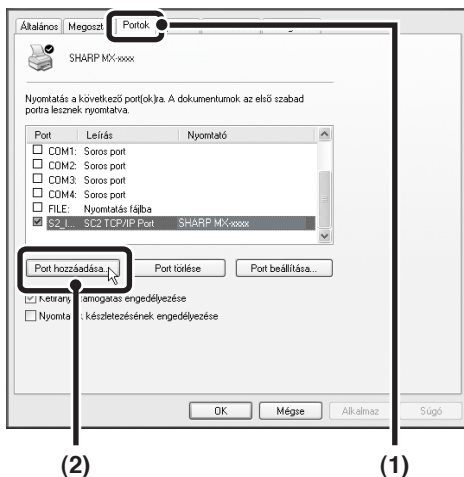 Általános Megoszt Portok
SHARP MX-xxxx
Nyomtatás a következő port(ok)ra. A dokumentumok az első szabad
portra lesznek nyomtatva.
Port Leírás Nyomtató
COM1: Soros port
COM2: Soros port
COM3: Soros port
COM4: Soros port
FILE: Nyomtatás fájlba
S2_I... SC2 TCP/IP Port SHARP MX-xxxx
Port hozzáadása... Port törlése Port beállítása...
támogatás engedélyezése
készletezésének engedélyezése
OK Mégse Alkalmaz Súgó
(2) (1)